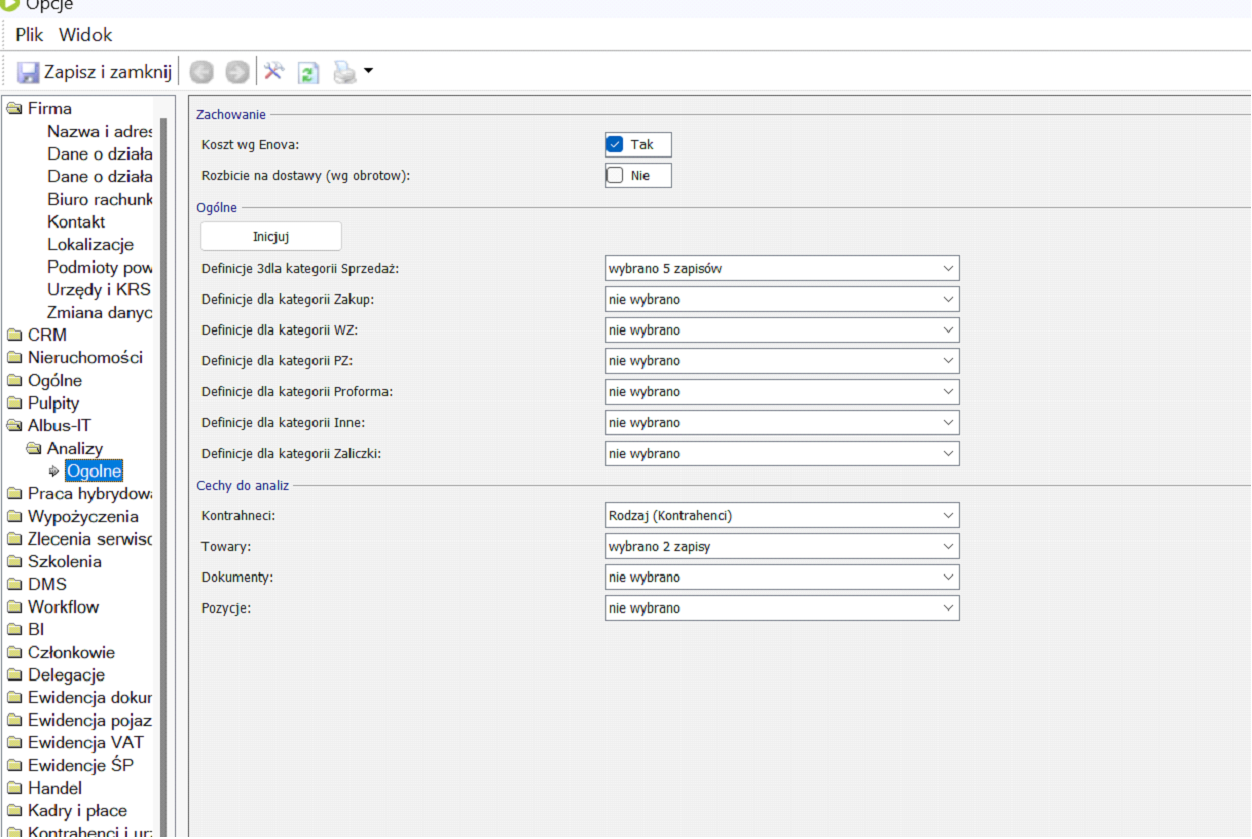 Opcje
Plik Widok
Zapisz i zamknij
Firma
Nazwa i adres
Dane o działa
Dane o działa
Biuro rachunk
Kontakt
Lokalizacje
Podmioty pow
Urzędy i KRS
Zmiana danyc
CRM
Nieruchomości
Ogólne
Pulpity
Albus-IT
Analizy
Ogolne
Praca hybrydow
Wypożyczenia
Zlecenia serwisc
Szkolenia
DMS
Workflow
BI
Członkowie
Delegacje
Ewidencja dokur
Ewidencja pojaz
Ewidencja VAT
Ewidencje ŚP
Handel
Kadry i płace
Kontrahenci i urz
Zachowanie
Koszt wg Enova: Tak
Rozbicie na dostawy (wg obrotow): Nie
Ogólne
Inicjuj
Definicje 3dla kategorii Sprzedaż: wybrano 5 zapisów
Definicje dla kategorii Zakup: nie wybrano
Definicje dla kategorii WZ: nie wybrano
Definicje dla kategorii PZ: nie wybrano
Definicje dla kategorii Proforma: nie wybrano
Definicje dla kategorii Inne: nie wybrano
Definicje dla kategorii Zaliczki: nie wybrano
Cechy do analiz
Kontrahneci: Rodzaj (Kontrahenci)
Towary: wybrano 2 zapisy
Dokumenty: nie wybrano
Pozycje: nie wybrano